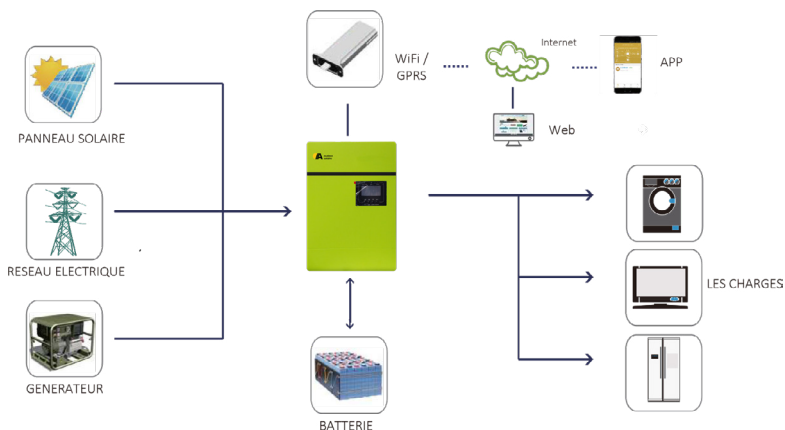 WiFi /
GPRS
Internet
APP
Web
PANNEAU SOLAIRE
A
RESEAU ELECTRIQUE
LES CHARGES
GENERATEUR
BATTERIE